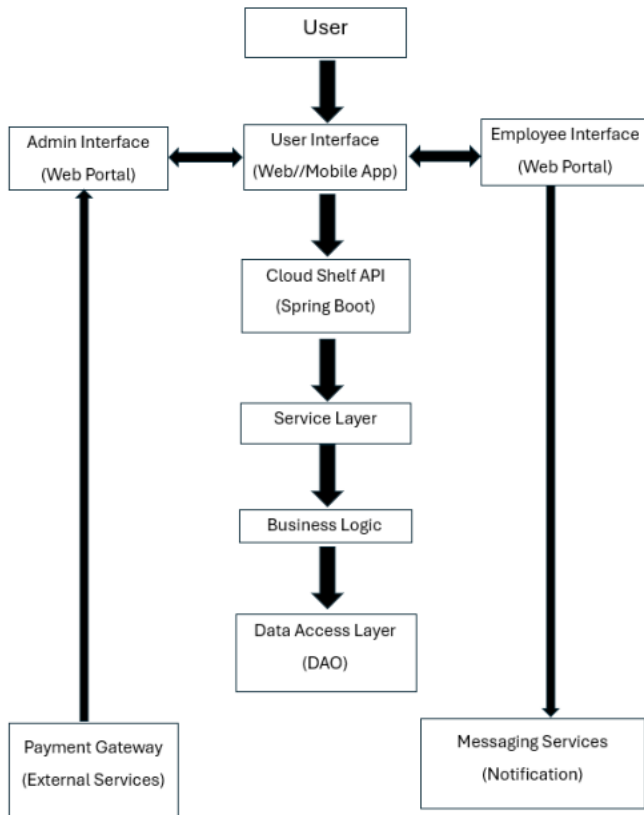 User
Admin Interface
(Web Portal)
User Interface
(Web//Mobile App)
Employee Interface
(Web Portal)
Cloud Shelf API
(Spring Boot)
Service Layer
Business Logic
Data Access Layer
(DAO)
Payment Gateway
(External Services)
Messaging Services
(Notification)